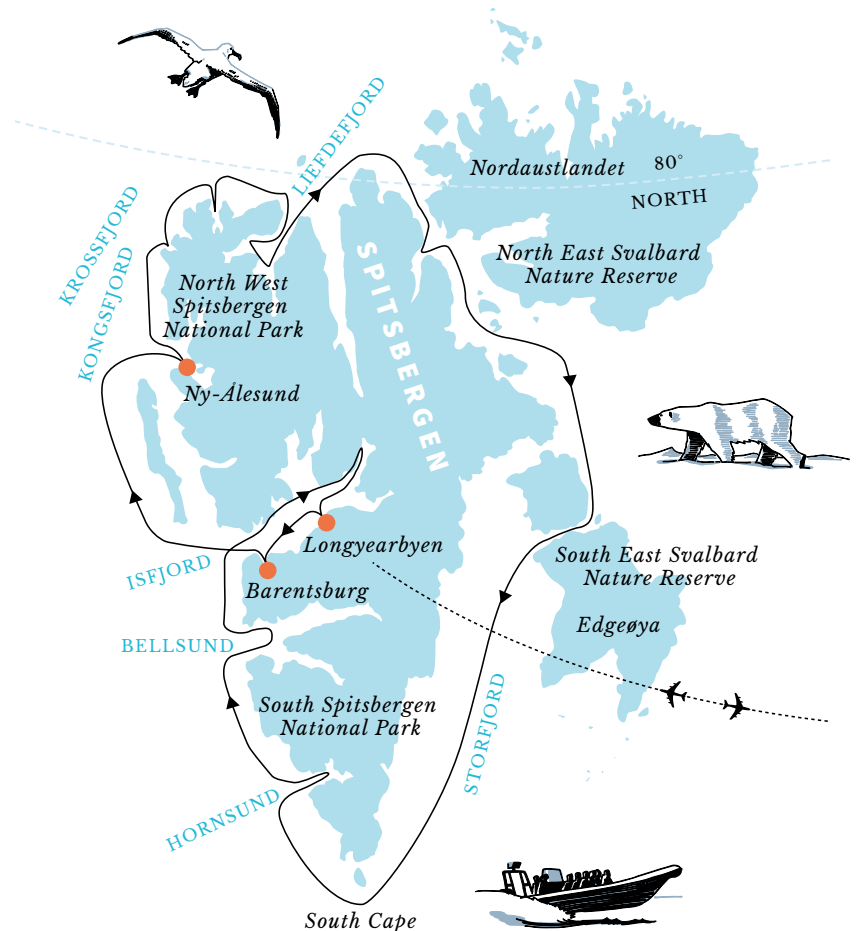 LIEFDEFJORD
Nordaustlandet
80°
NORTH
KROSSFJORD
KONGSFJORD
North East Svalbard
Nature Reserve
North West
Spitsbergen
National Park
SPITSBERGEN
Ny-Ålesund
Longyearbyen
ISFJORD
Barentsburg
South East Svalbard
Nature Reserve
Edgeøya
BELLSUND
South Spitsbergen
National Park
STORFJORD
HORNSUND
South Cape